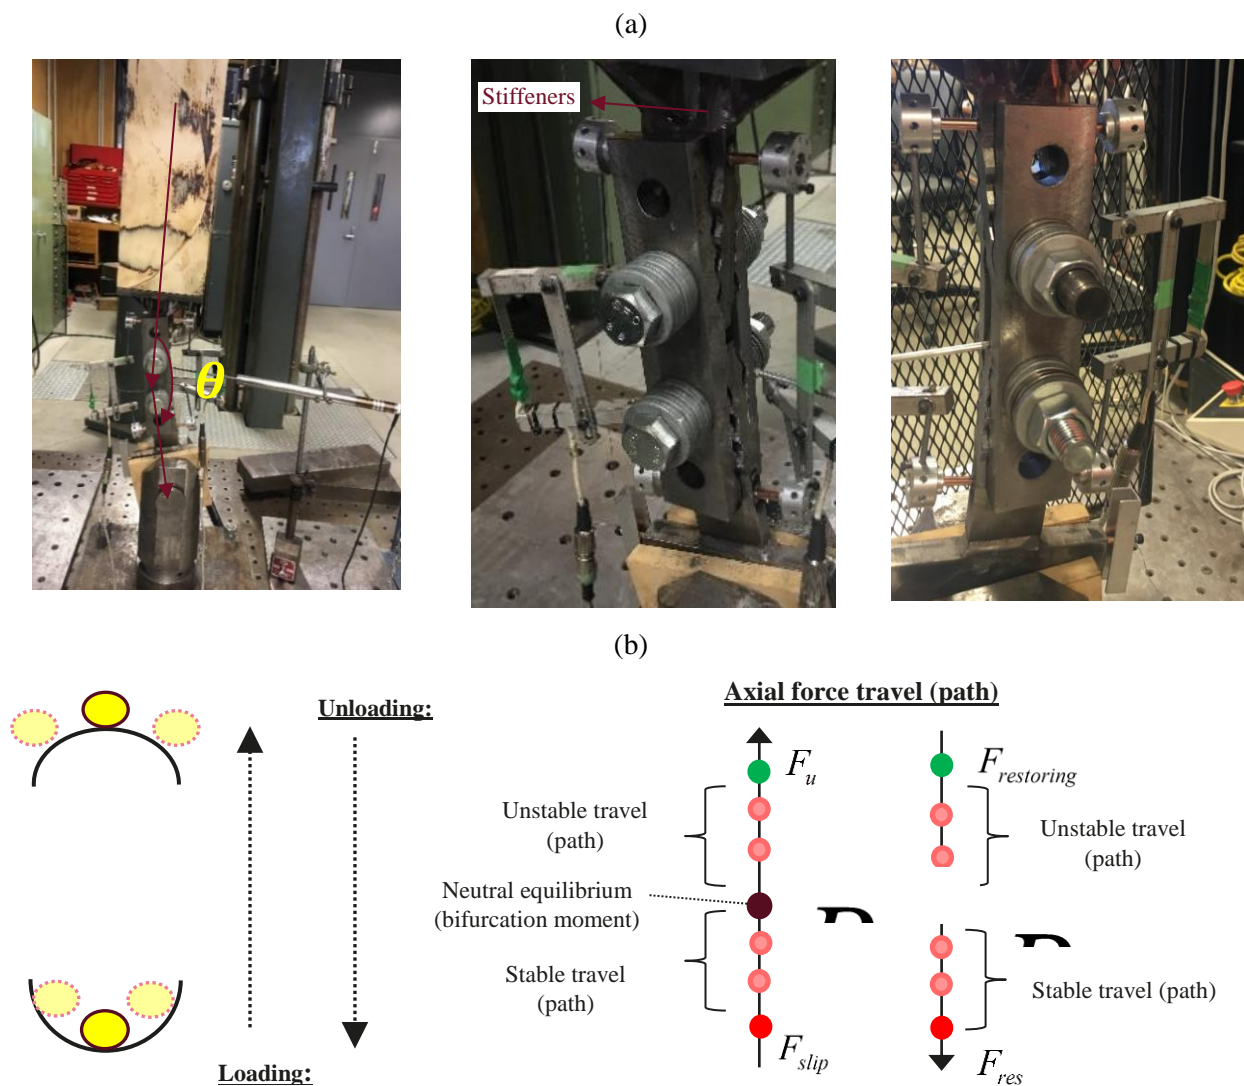 (a)
Stiffeners
θ
(b)
Unloading:
Loading:
Axial force travel (path)
F_u
Unstable travel
(path)
Neutral equilibrium
(bifurcation moment)
Stable travel
(path)
F_slip
F_restoring
Unstable travel
(path)
Stable travel (path)
F_res